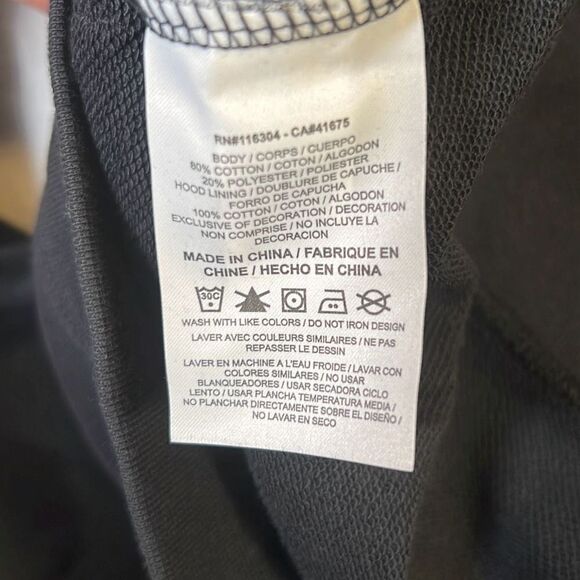 RN#116304 - CA#41675
BODY / CORPS / CUERPO
80% COTTON / COTON / ALGODON
20% POLYESTER / POLIESTER
HOOD LINING / DOUBLURE DE CAPUCHE /
FORRO DE CAPUCHA
100% COTTON / COTON / ALGODON
EXCLUSIVE OF DECORATION / DECORATION
NON COMPRISE / NO INCLUYE LA
DECORACION
MADE IN CHINA / FABRIQUE EN
CHINE / HECHO EN CHINA
30C
WASH WITH LIKE COLORS / DO NOT IRON DESIGN
LAVER AVEC COULEURS SIMILAIRES / NE PAS
REPASSER LE DESSIN
LAVER EN MACHINE A L'EAU FROIDE / LAVAR CON
COLORES SIMILARES / NO USAR
BLANQUEADORES / USAR SECADORA CICLO
LENTO / USAR PLANCHA TEMPERATURA MEDIA /
NO PLANCHAR DIRECTAMENTE SOBRE EL DISEÑO /
NO LAVAR EN SECO